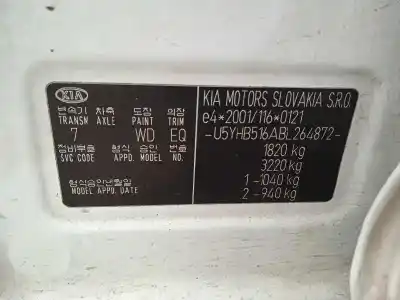 KIA
변속기 차축 도장 의장
TRANSM AXLE PAINT TRIM
7 WD EQ
정비부호 형식 승인 번호
SVC CODE APPD. MODEL NO.
형식승인년월일
MODEL APPD. DATE
KIA MOTORS SLOVAKIA S.R.O.
e4*2001/116*0121
-U5YHB516ABL264872-
1820 kg
3220 kg
1-1040 kg
2-940 kg